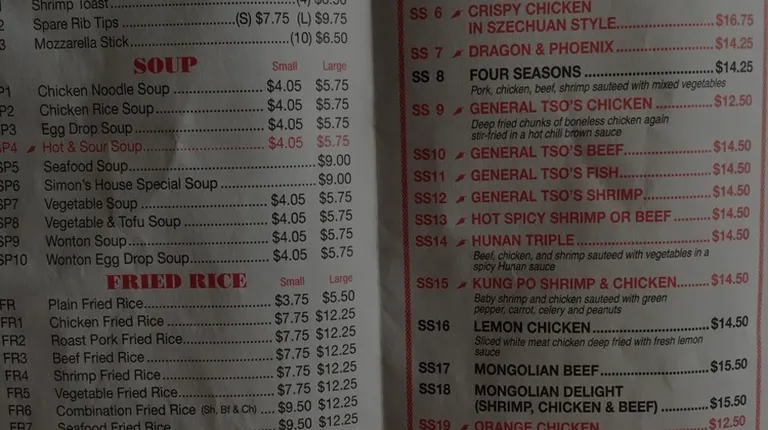 Shrimp Toast
Spare Rib Tips (S) $7.75 (L) $9.75
3 Mozzarella Stick (10) $6.50
SOUP Small Large
P1 Chicken Noodle Soup $4.05 $5.75
P2 Chicken Rice Soup $4.05 $5.75
P3 Egg Drop Soup $4.05 $5.75
SP4 Hot & Sour Soup $4.05 $5.75
SP5 Seafood Soup $9.00
SP6 Simon's House Special Soup $9.00
SP7 Vegetable Soup $4.05 $5.75
SP8 Vegetable & Tofu Soup $4.05 $5.75
SP9 Wonton Soup $4.05 $5.75
SP10 Wonton Egg Drop Soup $4.05 $5.75
FRIED RICE Small Large
FR Plain Fried Rice $3.75 $5.50
FR1 Chicken Fried Rice $7.75 $12.25
FR2 Roast Pork Fried Rice $7.75 $12.25
FR3 Beef Fried Rice $7.75 $12.25
FR4 Shrimp Fried Rice $7.75 $12.25
FR5 Vegetable Fried Rice $7.75 $12.25
FR6 Combination Fried Rice (Sh, Bf & Ch) $9.50 $12.25
FR7 Seafood Fried Rice $9.50 $12.25
SS 6 CRISPY CHICKEN
IN SZECHUAN STYLE $16.75
SS 7 DRAGON & PHOENIX $14.25
SS 8 FOUR SEASONS $14.25
Pork, chicken, beef, shrimp sauteed with mixed vegetables
SS 9 GENERAL TSO'S CHICKEN $12.50
Deep fried chunks of boneless chicken again
stir-fried in a hot chili brown sauce
SS10 GENERAL TSO'S BEEF $14.50
SS11 GENERAL TSO'S FISH $14.50
SS12 GENERAL TSO'S SHRIMP $14.50
SS13 HOT SPICY SHRIMP OR BEEF $14.50
SS14 HUNAN TRIPLE $14.50
Beef, chicken, and shrimp sauteed with vegetables in a
spicy Hunan sauce
SS15 KUNG PO SHRIMP & CHICKEN $14.50
Baby shrimp and chicken sauteed with green
pepper, carrot, celery and peanuts
SS16 LEMON CHICKEN $14.50
Sliced white meat chicken deep fried with fresh lemon
sauce
SS17 MONGOLIAN BEEF $15.50
SS18 MONGOLIAN DELIGHT
(SHRIMP, CHICKEN & BEEF) $15.50
SS19 ORANGE CHICKEN $12.50